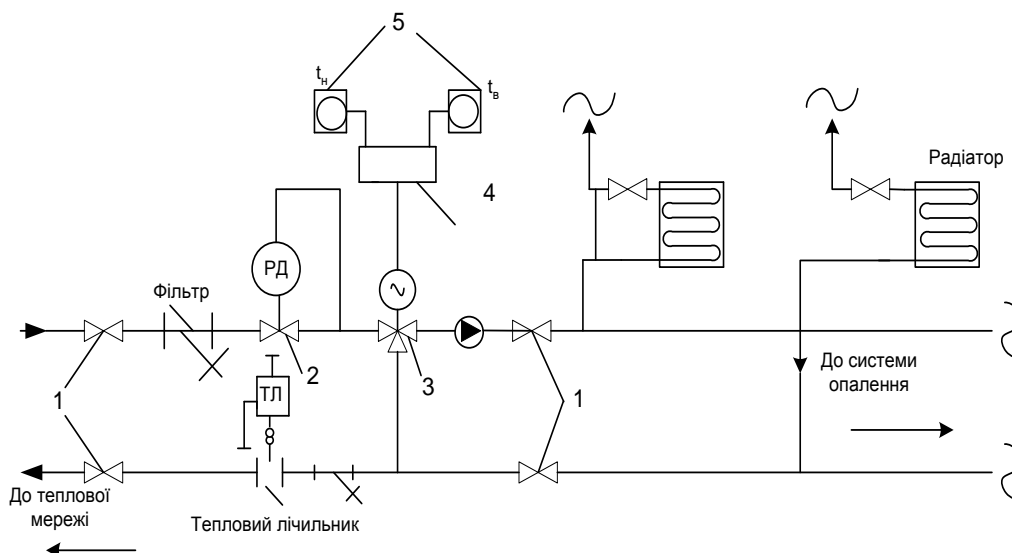 5
tн
tв
Радіатор
4
РД
Фільтр
2
3
До системи
опалення
1
ТЛ
1
До теплової
мережі
Тепловий лічильник